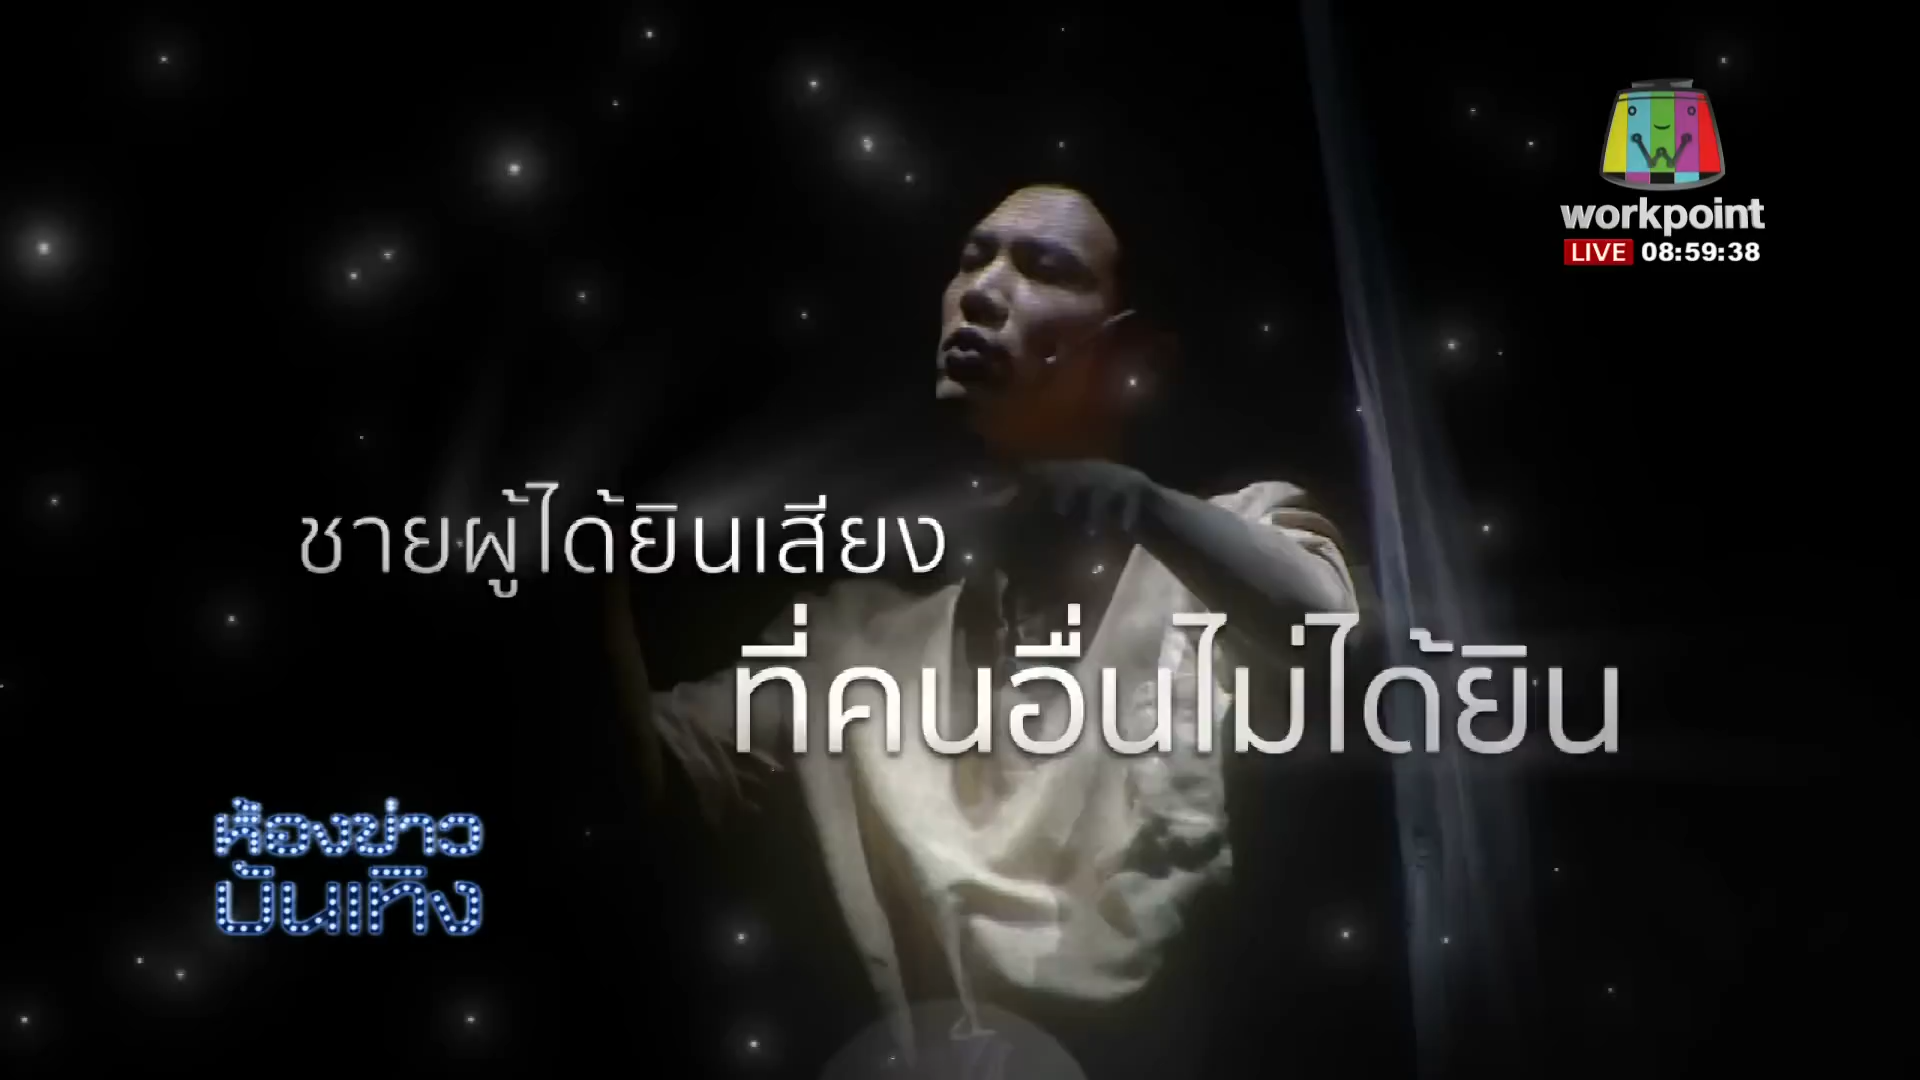 workpoint
LIVE 08:59:38
ชายผู้ได้ยินเสียง
ที่คนอื่นไม่ได้ยิน
ห้องข่าว
บันเทิง